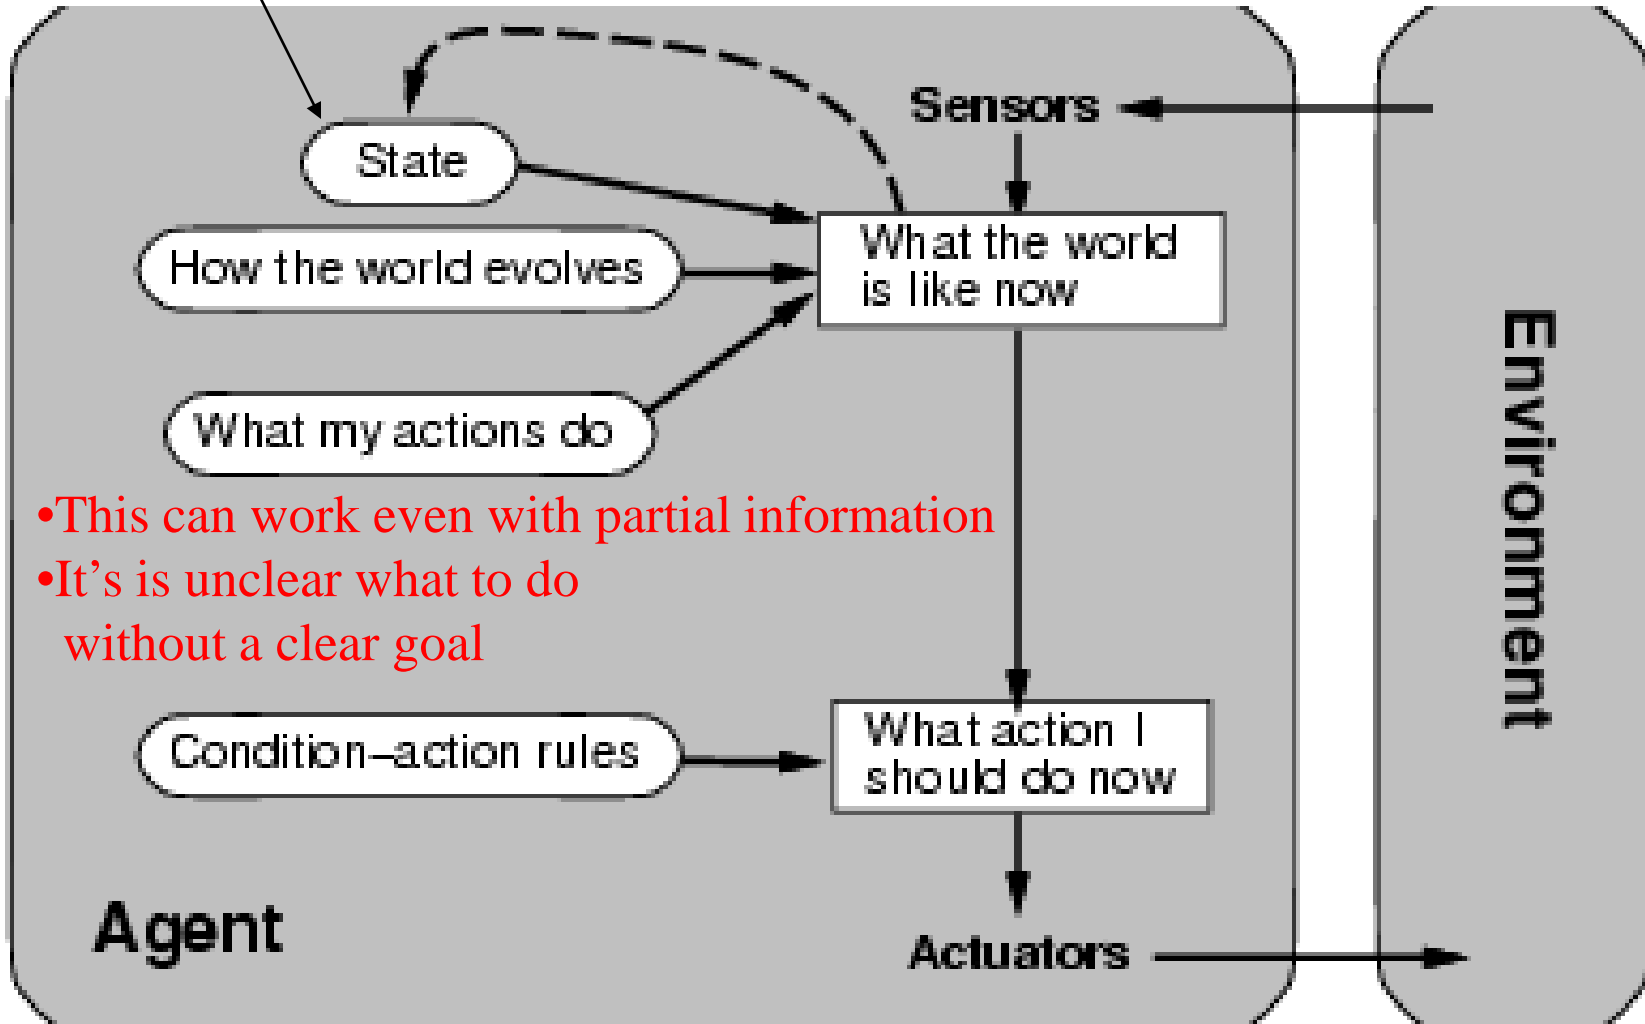 Sensors
State
What the world
is like now
How the world evolves
What my actions do
•This can work even with partial information
•It’s is unclear what to do
without a clear goal
Condition–action rules
What action I
should do now
Agent
Actuators
Environment